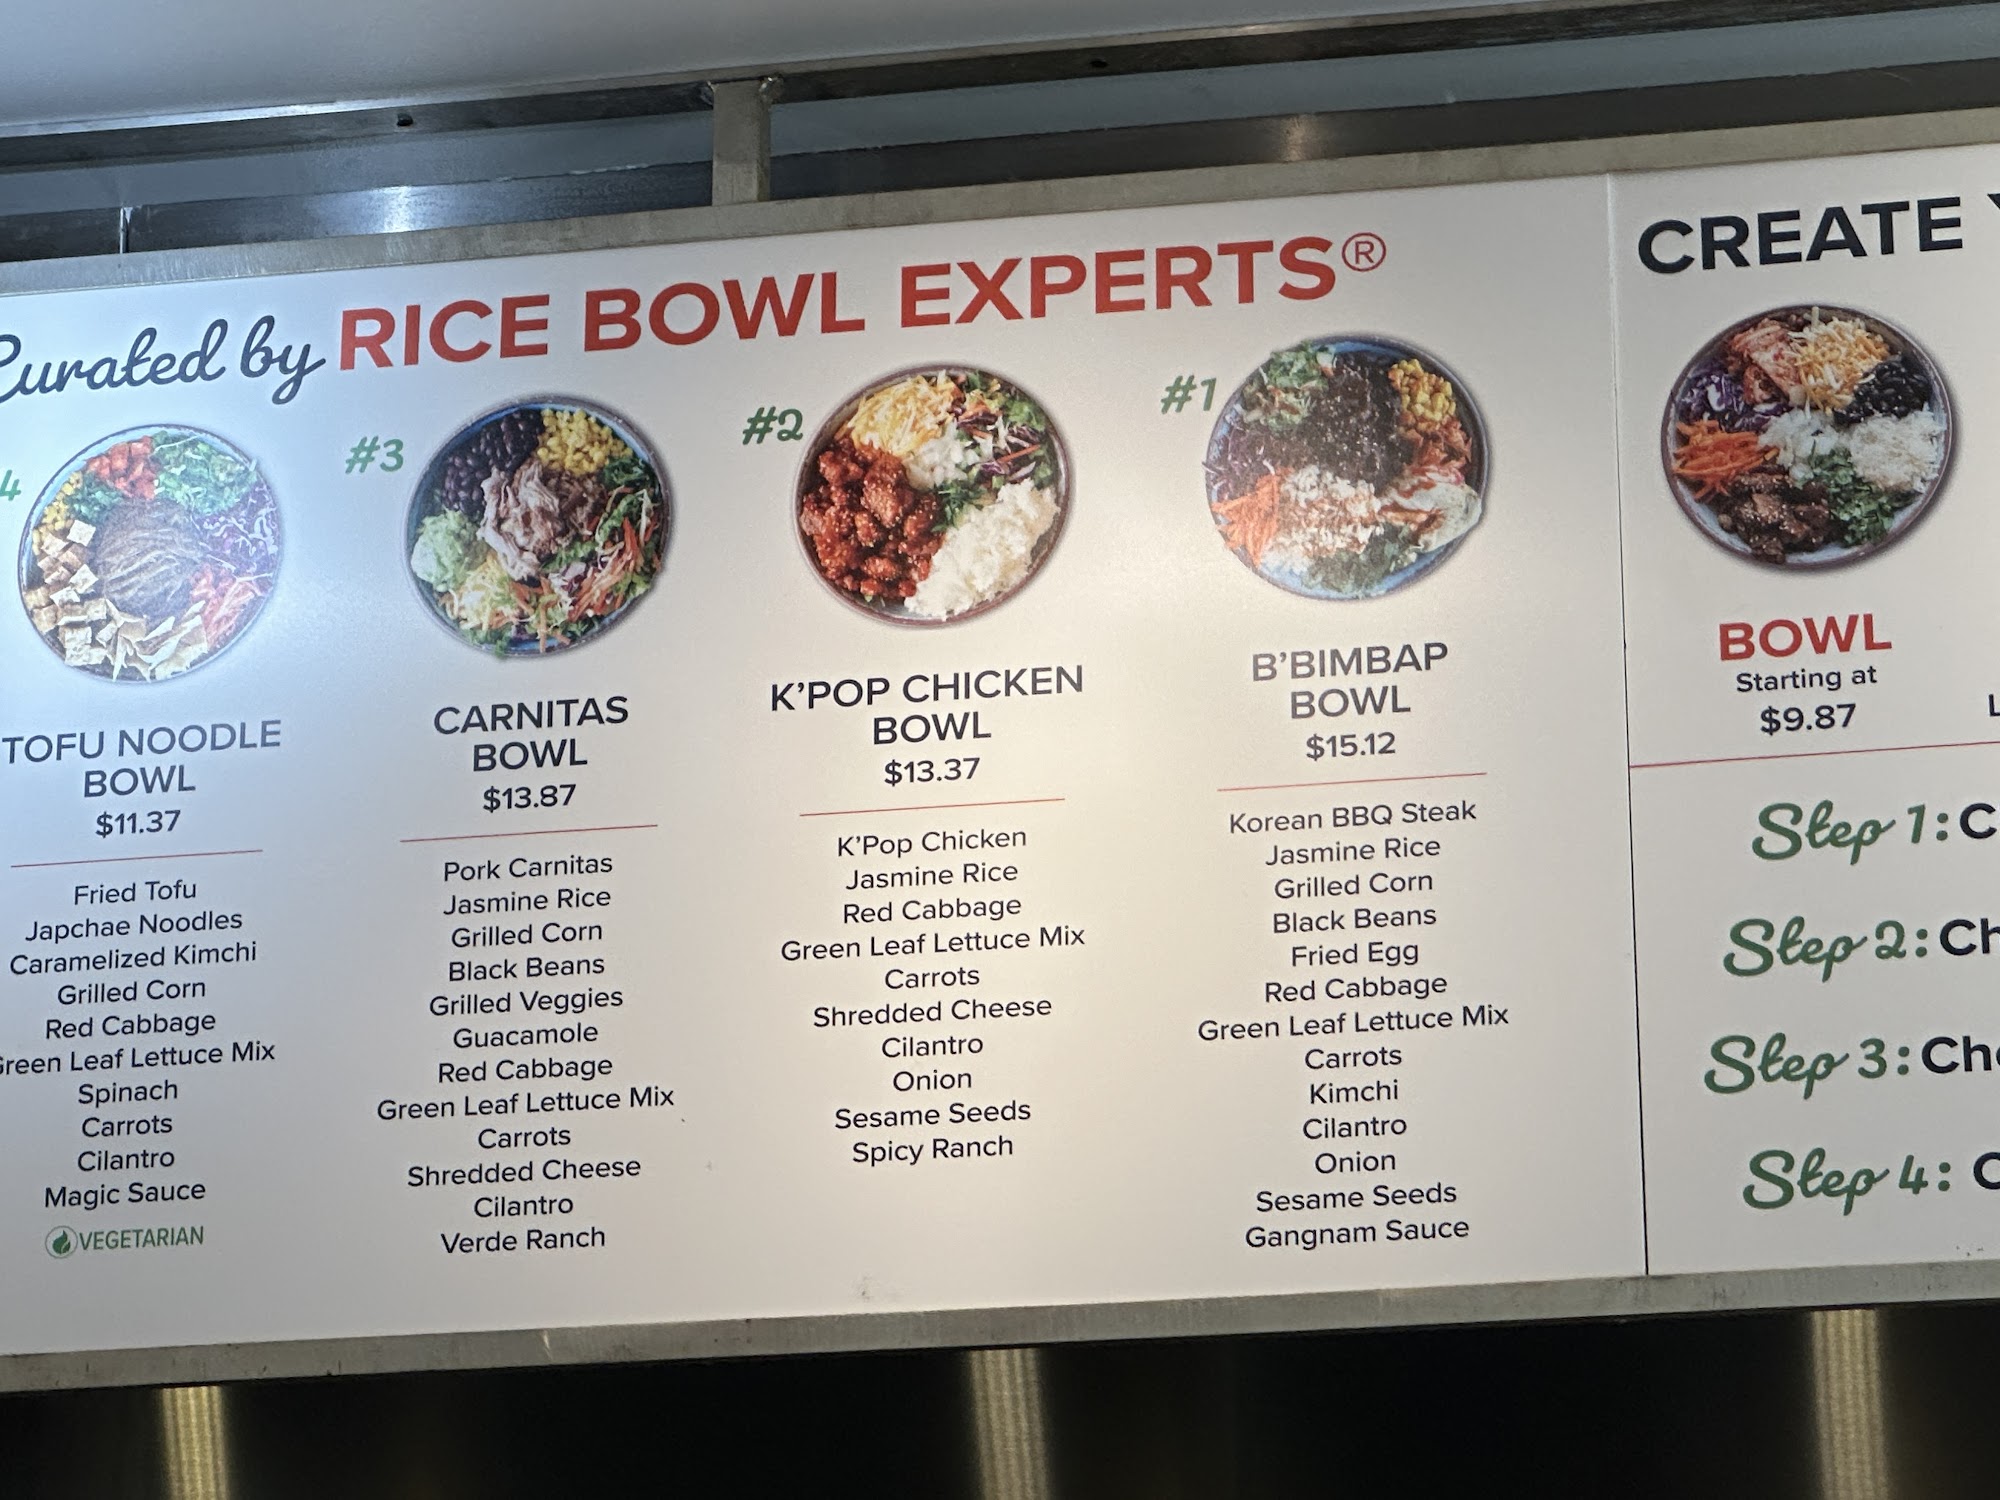 Curated by RICE BOWL EXPERTS®
4
TOFU NOODLE
BOWL
$11.37
Fried Tofu
Japchae Noodles
Caramelized Kimchi
Grilled Corn
Red Cabbage
Green Leaf Lettuce Mix
Spinach
Carrots
Cilantro
Magic Sauce
VEGETARIAN
#3
CARNITAS
BOWL
$13.87
Pork Carnitas
Jasmine Rice
Grilled Corn
Black Beans
Grilled Veggies
Guacamole
Red Cabbage
Green Leaf Lettuce Mix
Carrots
Shredded Cheese
Cilantro
Verde Ranch
#2
K'POP CHICKEN
BOWL
$13.37
K'Pop Chicken
Jasmine Rice
Red Cabbage
Green Leaf Lettuce Mix
Carrots
Shredded Cheese
Cilantro
Onion
Sesame Seeds
Spicy Ranch
#1
B'BIMBAP
BOWL
$15.12
Korean BBQ Steak
Jasmine Rice
Grilled Corn
Black Beans
Fried Egg
Red Cabbage
Green Leaf Lettuce Mix
Carrots
Kimchi
Cilantro
Onion
Sesame Seeds
Gangnam Sauce
CREATE
BOWL
Starting at
$9.87
Step 1:
Step 2:
Step 3:
Step 4: